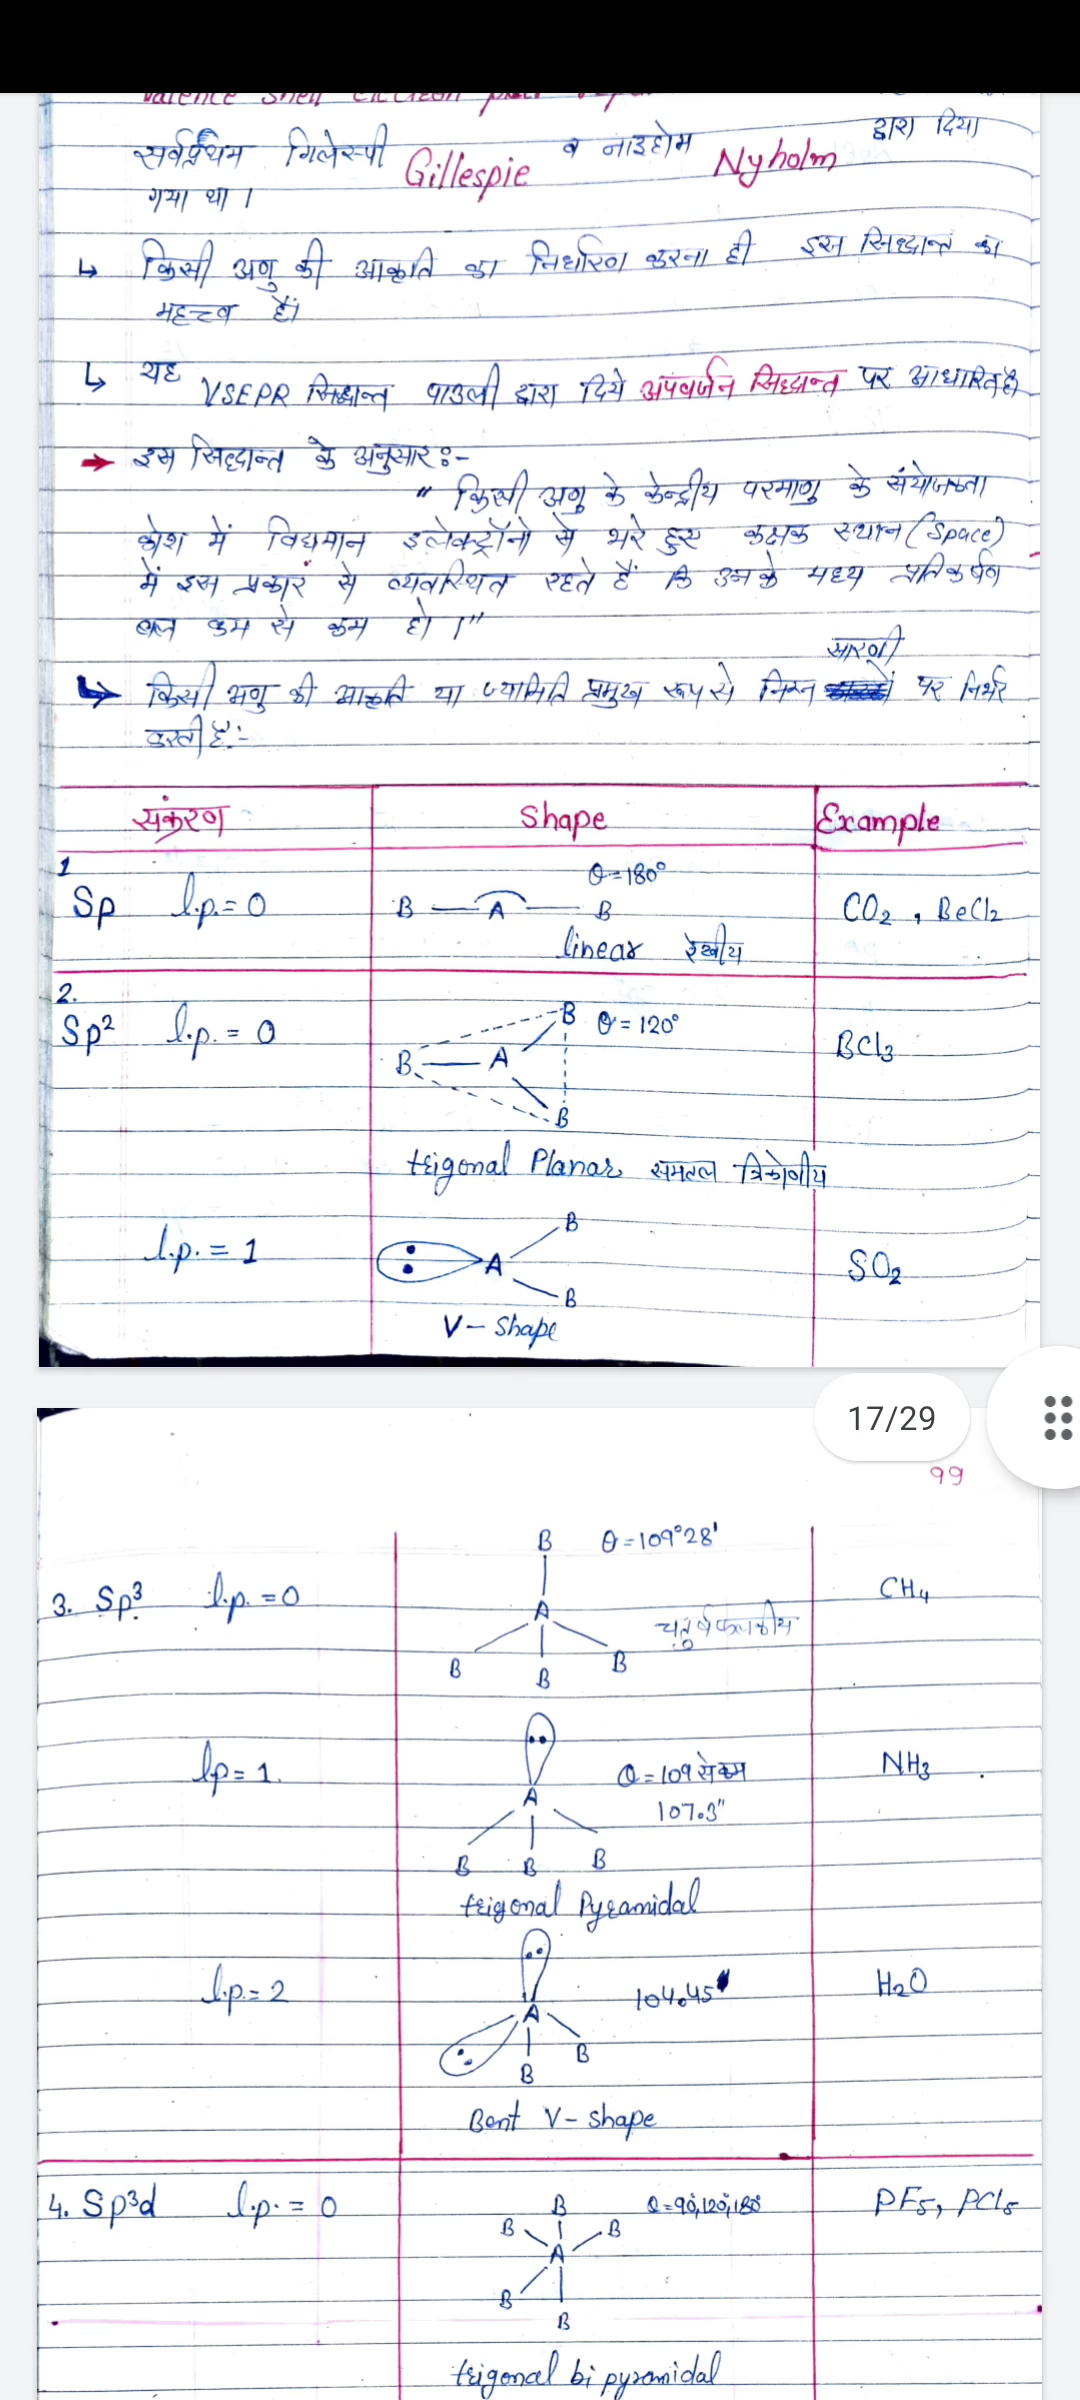 Valence Shell
सर्वप्रथम गिलेस्पी Gillespie व नाइहोम Nyholm द्वारा दिया
गया था ।
↳ किसी अणु की आकृति का निर्धारण करना ही इस सिद्धान्त का
महत्व है।
↳ यह VSEPR सिद्धान्त पाउली द्वारा दिये अपवर्जन सिद्धान्त पर आधारित है
→ इस सिद्धान्त के अनुसार :-
" किसी अणु के केन्द्रीय परमाणु के संयोजकता
कोश में विद्यमान इलेक्ट्रॉनो से भरे हुए कक्षक स्थान (Space)
में इस प्रकार से व्यवस्थित रहते हैं कि उनके मध्य प्रतिकर्षण
बल कम से कम हो ।"
सारणी
↳ किसी अणु की आकृति या ज्यामिति प्रमुख रूप से निम्न पर निर्भर
करती है:-
संकरण Shape Example
1
θ=180°
Sp l.p.=0 B — A — B CO₂ , BeCl₂
linear रेखीय
2.
B θ=120°
Sp² l.p. = 0 B — A BCl₃
B
trigonal Planar समतल त्रिकोणीय
B
l.p. = 1 A SO₂
B
V - Shape
17/29
99
B θ=109°28'
3. Sp³ l.p. = 0 A CH₄
चतुष्फलकीय
B B B
lp=1 θ=109 से कम NH₃
A 107.3"
B B B
trigonal Pyramidal
l.p.= 2 A 104.45 H₂O
B B
Bent V- shape
4. Sp³d l.p. = 0 B θ=90°,120°,180° PF₅, PCl₅
B B
A
B B
trigonal bi pyramidal